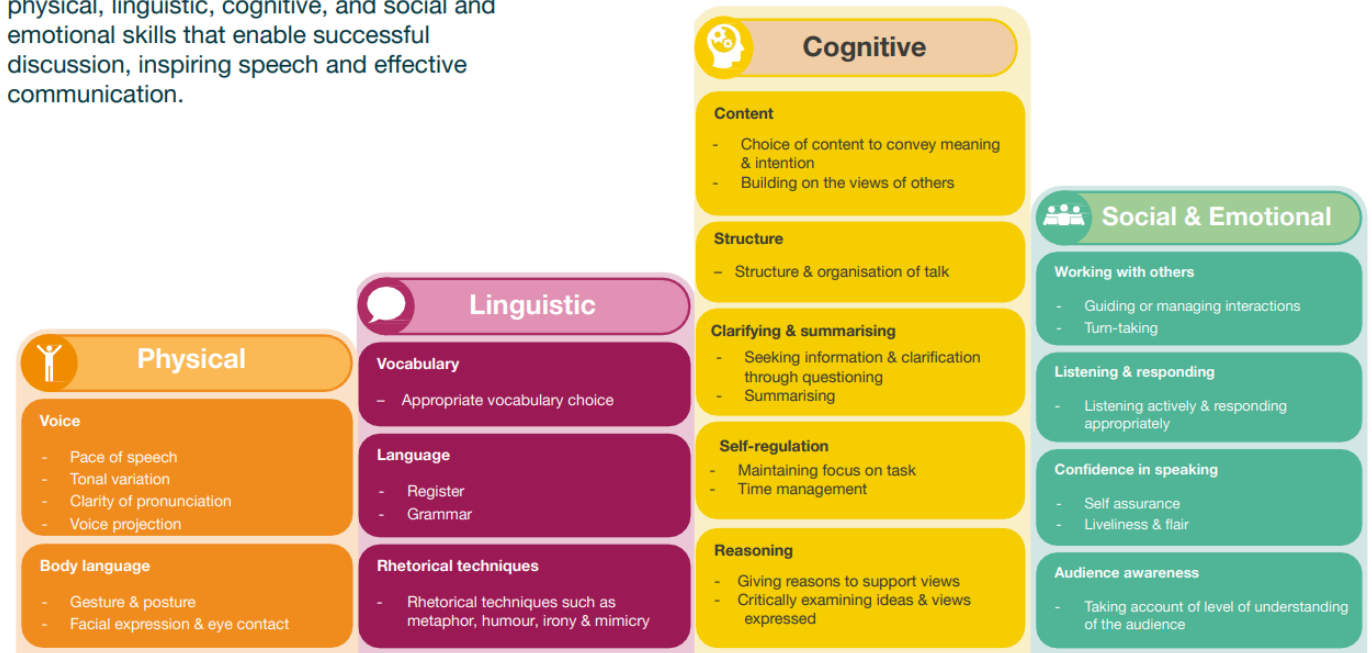 physical, linguistic, cognitive, and social and
emotional skills that enable successful
discussion, inspiring speech and effective
communication.
Physical
Voice
- Pace of speech
- Tonal variation
- Clarity of pronunciation
- Voice projection
Body language
- Gesture & posture
- Facial expression & eye contact
Linguistic
Vocabulary
– Appropriate vocabulary choice
Language
- Register
- Grammar
Rhetorical techniques
- Rhetorical techniques such as
metaphor, humour, irony & mimicry
Cognitive
Content
- Choice of content to convey meaning
& intention
- Building on the views of others
Structure
– Structure & organisation of talk
Clarifying & summarising
- Seeking information & clarification
through questioning
- Summarising
Self-regulation
- Maintaining focus on task
- Time management
Reasoning
- Giving reasons to support views
- Critically examining ideas & views
expressed
Social & Emotional
Working with others
- Guiding or managing interactions
- Turn-taking
Listening & responding
- Listening actively & responding
appropriately
Confidence in speaking
- Self assurance
- Liveliness & flair
Audience awareness
- Taking account of level of understanding
of the audience